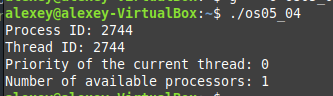 alexey@alexey-VirtualBox:~$ ./os05_04
Process ID: 2744
Thread ID: 2744
Priority of the current thread: 0
Number of available processors: 1